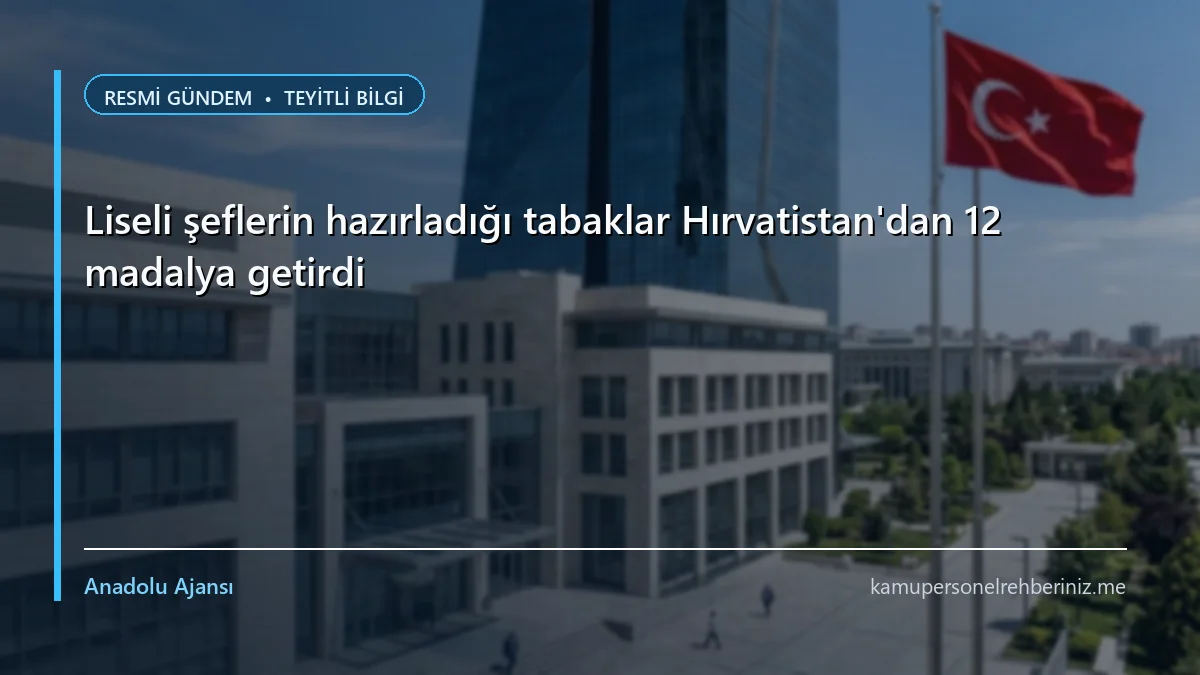 RESMİ GÜNDEM • TEYİTLİ BİLGİ
Liseli şeflerin hazırladığı tabaklar Hırvatistan'dan 12
madalya getirdi
Anadolu Ajansı
kamupersonelrehberiniz.me